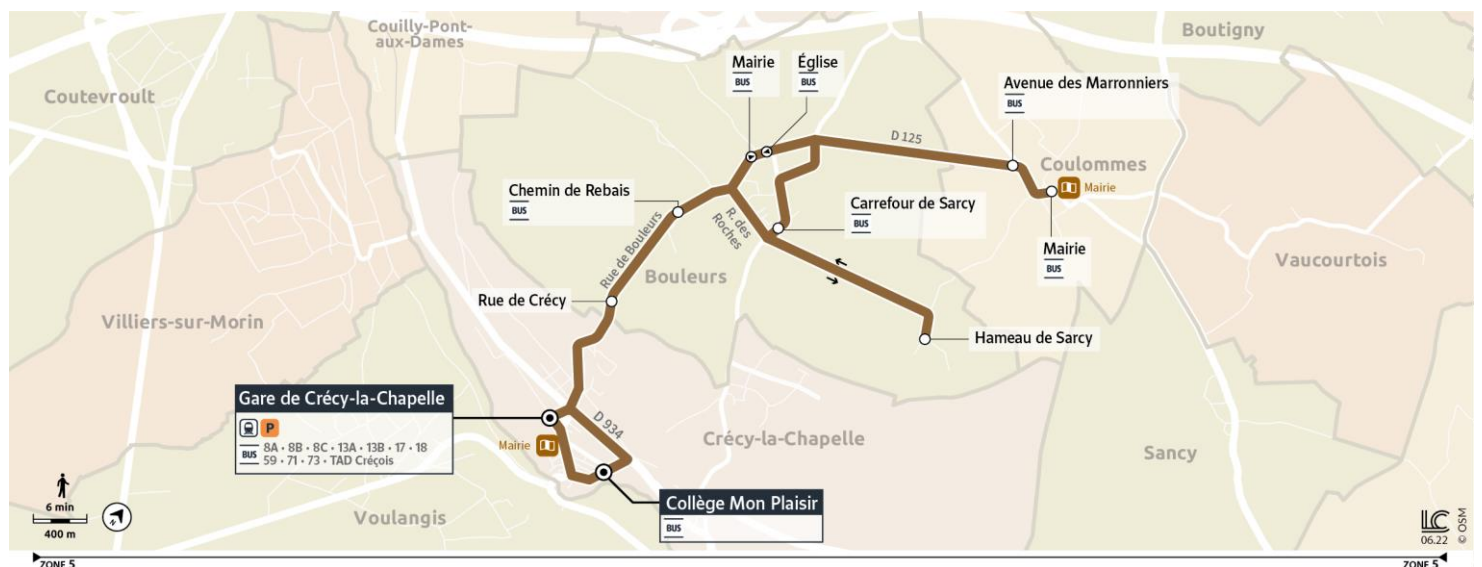 Couilly-Pont-
aux-Dames
Boutigny
Coutevroult
Mairie
BUS
Église
BUS
Avenue des Marronniers
BUS
D 125
Coulommes
Mairie
Chemin de Rebais
BUS
R. des
Roches
Carrefour de Sarcy
BUS
Mairie
BUS
Rue de Bouleurs
Bouleurs
Vaucourtois
Rue de Crécy
Villiers-sur-Morin
Hameau de Sarcy
Gare de Crécy-la-Chapelle
P
BUS 8A • 8B • 8C • 13A • 13B • 17 • 18
59 • 71 • 73 • TAD Créçois
D 934
Mairie
Crécy-la-Chapelle
Sancy
Collège Mon Plaisir
BUS
Voulangis
6 min
400 m
N
LC
06.22
© OSM
ZONE 5
ZONE 5